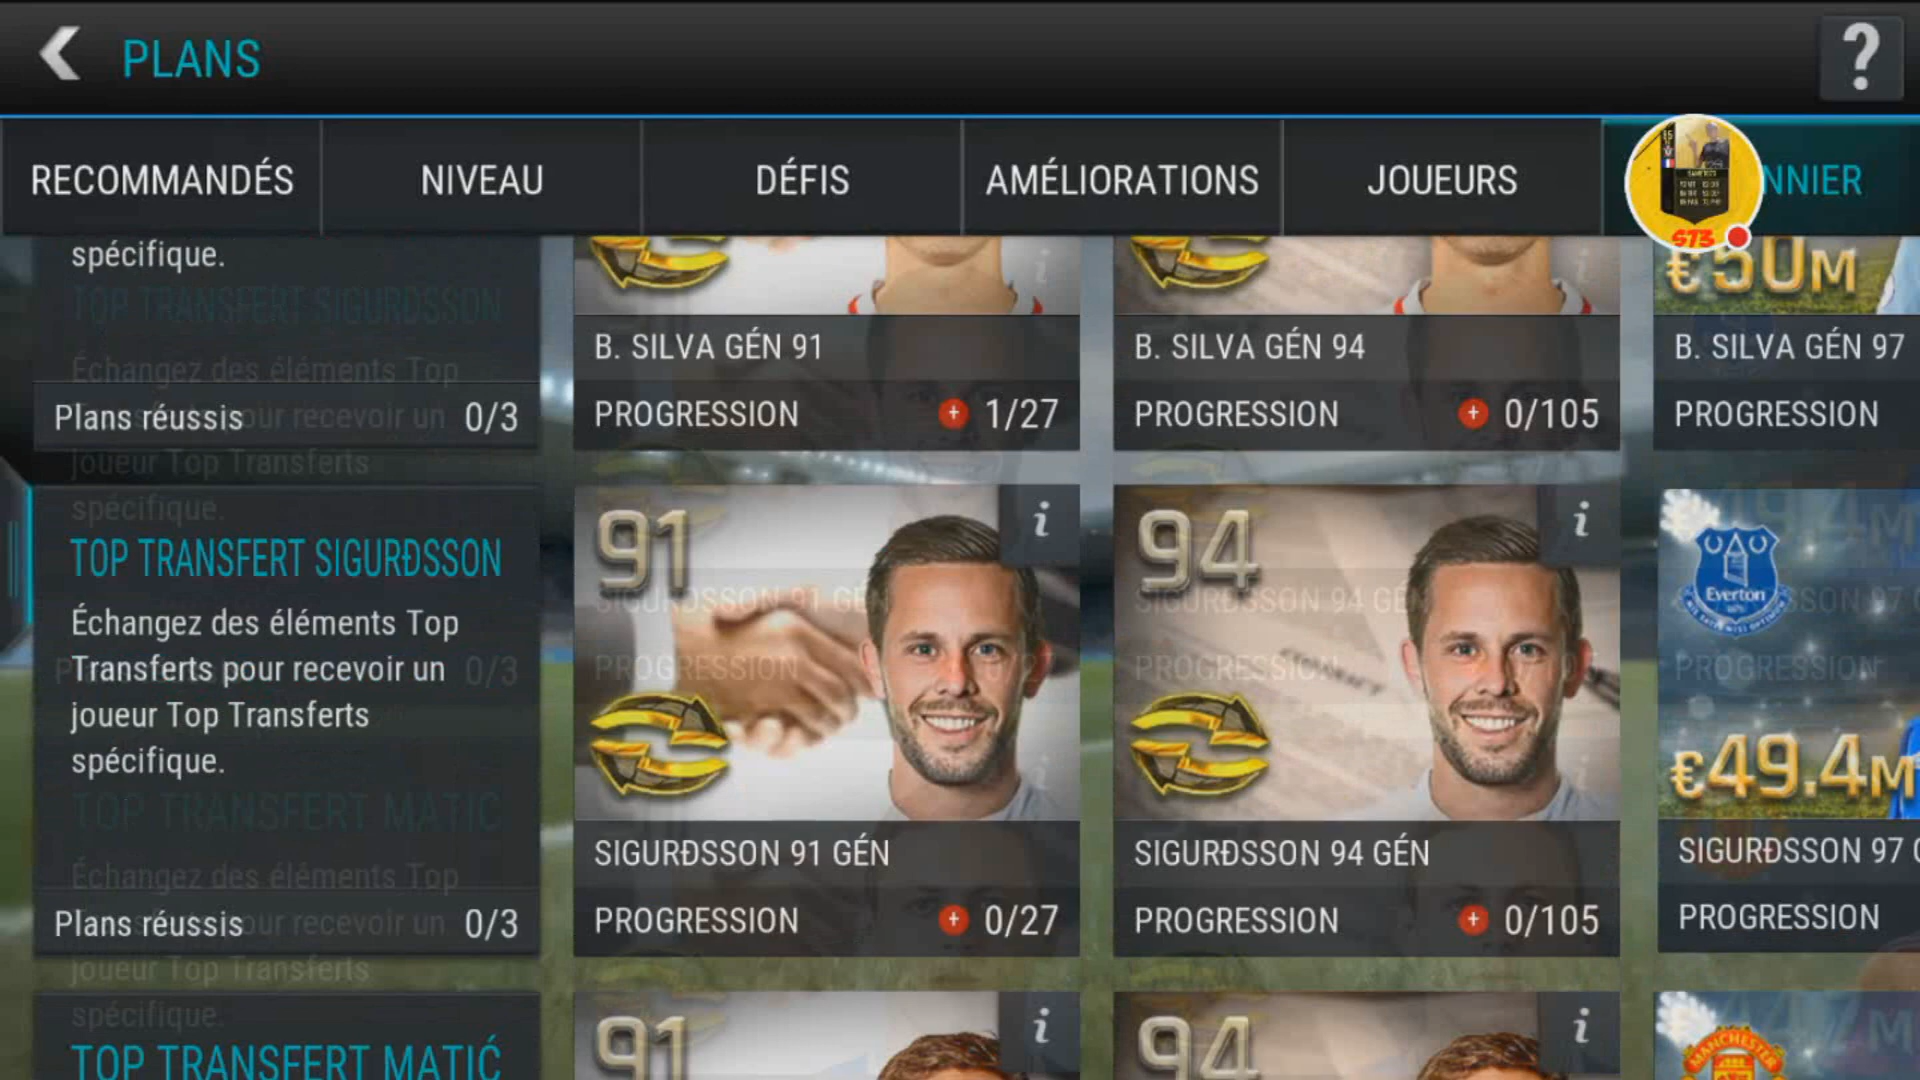 PLANS
?
RECOMMANDÉS
NIVEAU
DÉFIS
AMÉLIORATIONS
JOUEURS
NNIER
ST3
spécifique.
Plans réussis 0/3
B. SILVA GÉN 91
PROGRESSION 1/27
B. SILVA GÉN 94
PROGRESSION 0/105
€50M
B. SILVA GÉN 97
PROGRESSION
TOP TRANSFERT SIGURÐSSON
Échangez des éléments Top
Transferts pour recevoir un
joueur Top Transferts
spécifique.
Plans réussis 0/3
91
i
SIGURÐSSON 91 GÉN
PROGRESSION 0/27
94
i
SIGURÐSSON 94 GÉN
PROGRESSION 0/105
Everton
€49.4M
SIGURÐSSON 97
PROGRESSION
TOP TRANSFERT MATIĆ
91
i
94
i
MANCHESTER